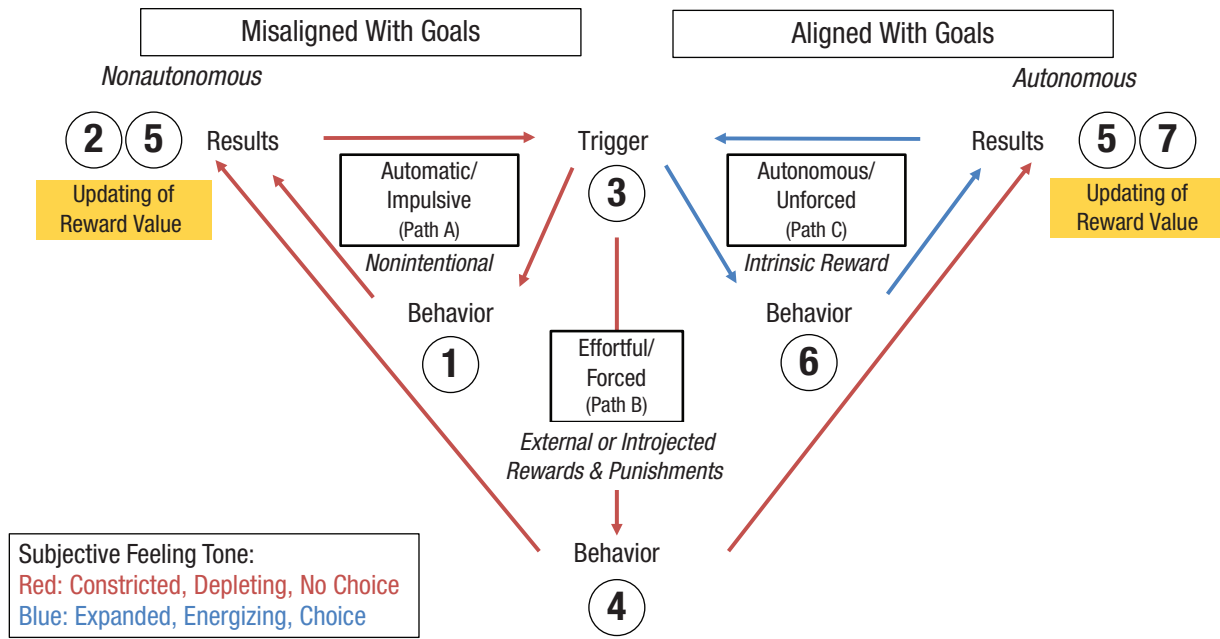 Misaligned With Goals
Aligned With Goals
Nonautonomous
Autonomous
2 5 Results
Trigger
Results 5 7
Updating of
Reward Value
Automatic/
Impulsive
(Path A)
Nonintentional
3
Autonomous/
Unforced
(Path C)
Intrinsic Reward
Updating of
Reward Value
Behavior
1
Behavior
6
Effortful/
Forced
(Path B)
External or Introjected
Rewards & Punishments
Behavior
4
Subjective Feeling Tone:
Red: Constricted, Depleting, No Choice
Blue: Expanded, Energizing, Choice